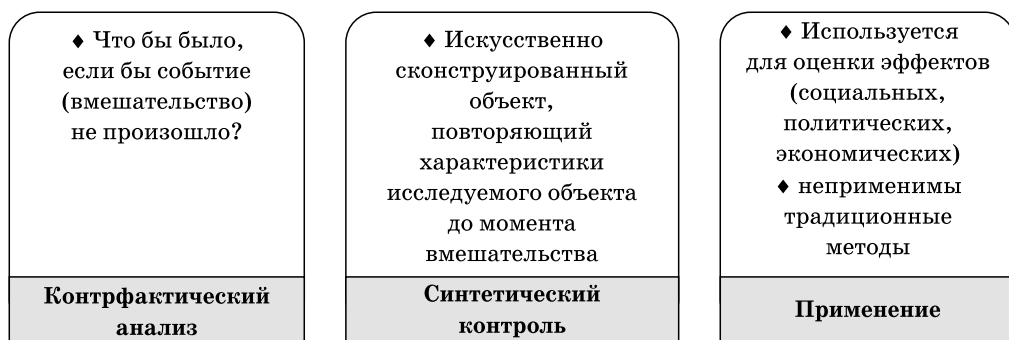 ♦ Что бы было,
если бы событие
(вмешательство)
не произошло?
Контрфактический
анализ
♦ Искусственно
сконструированный
объект,
повторяющий
характеристики
исследуемого объекта
до момента
вмешательства
Синтетический
контроль
♦ Используется
для оценки эффектов
(социальных,
политических,
экономических)
♦ неприменимы
традиционные
методы
Применение